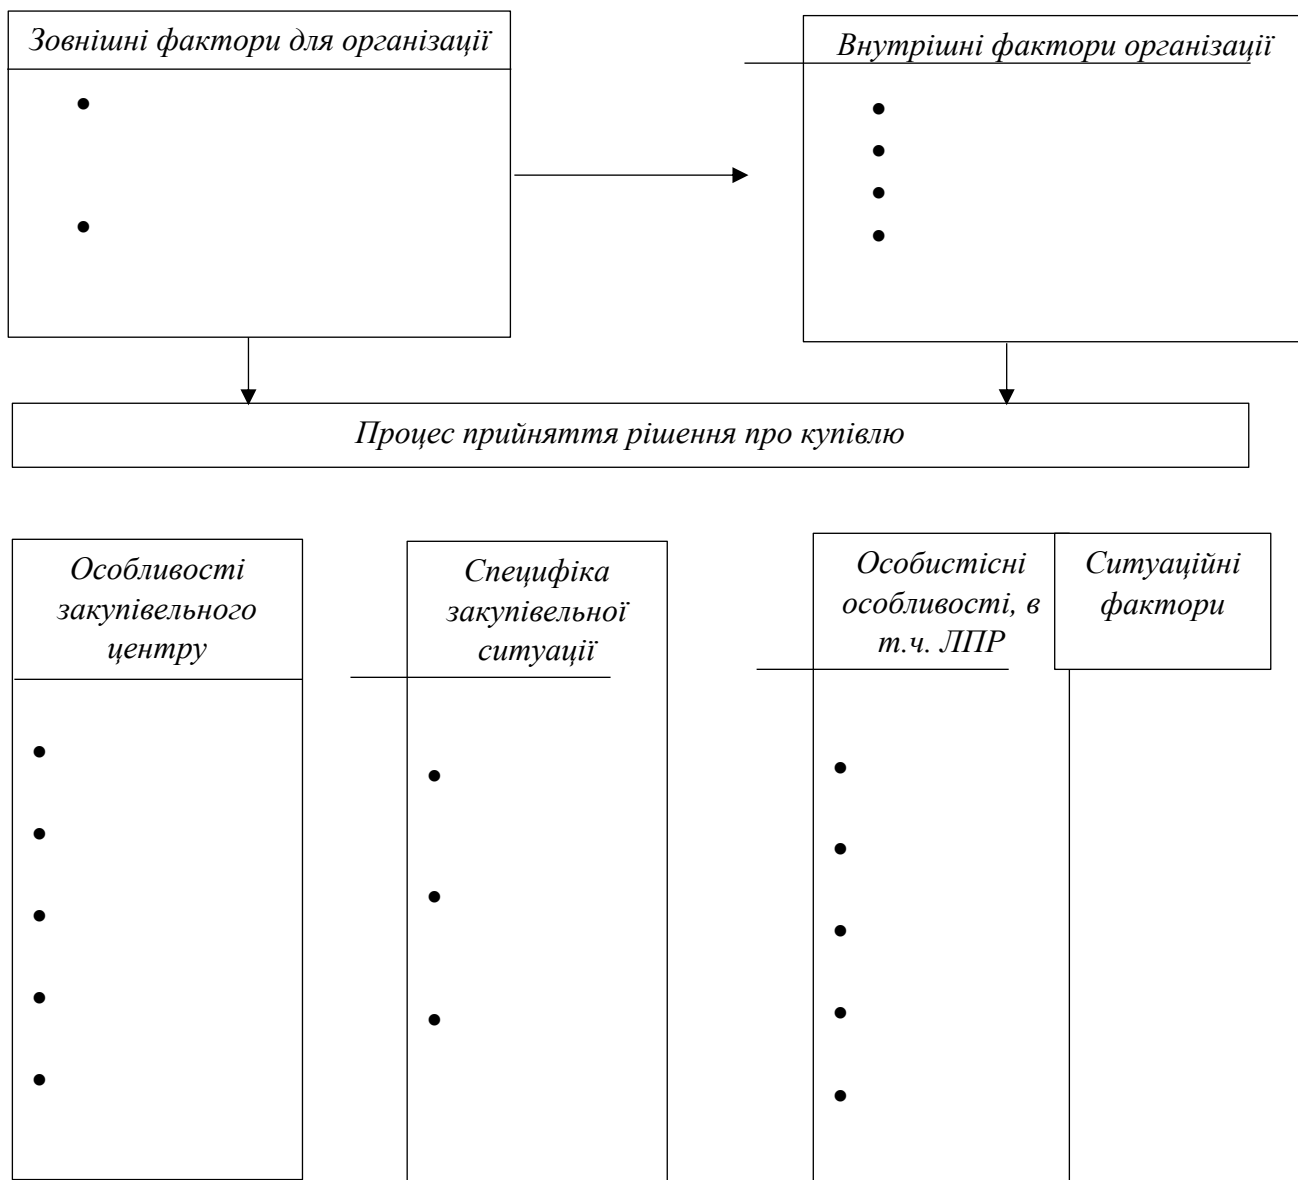 Зовнішні фактори для організації
Внутрішні фактори організації
•
•
•
•
•
•
Процес прийняття рішення про купівлю
Особливості
закупівельного
центру
•
•
•
•
•
Специфіка
закупівельної
ситуації
•
•
•
Особистісні
особливості, в
т.ч. ЛПР
•
•
•
•
•
Ситуаційні
фактори